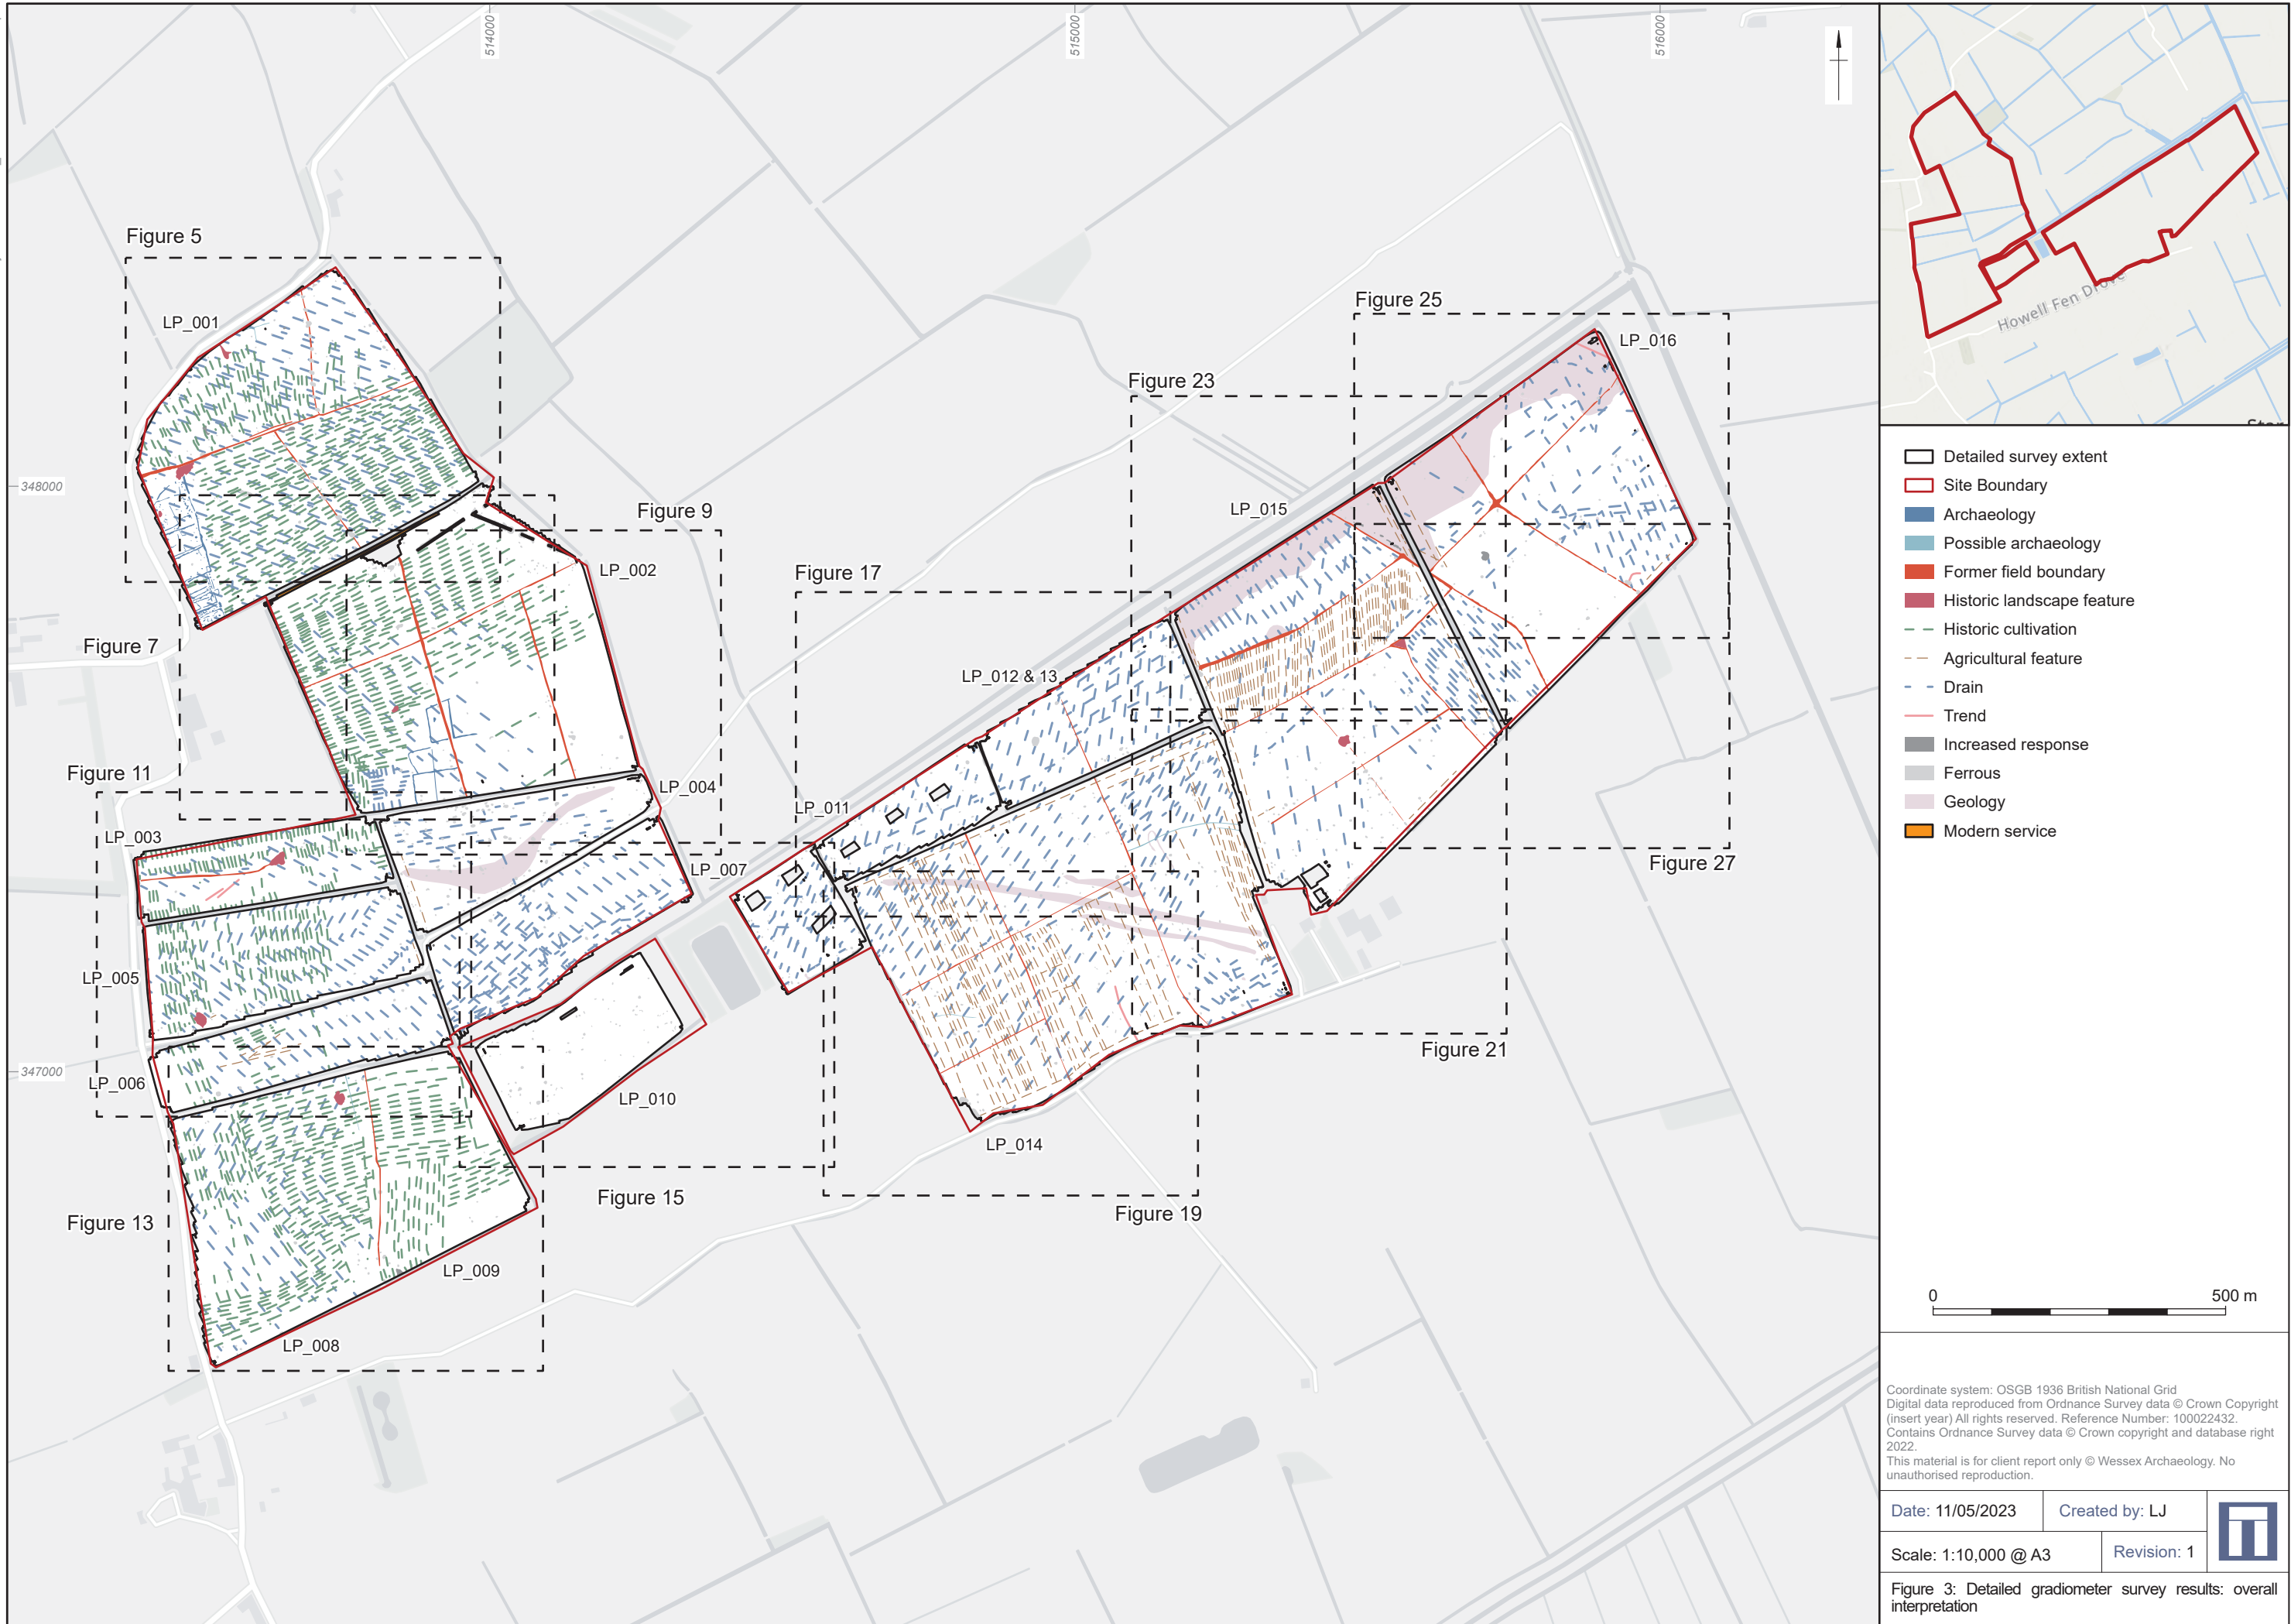 514000
515000
516000
348000
347000
Figure 5
LP_001
Figure 25
LP_016
Figure 23
Figure 9
LP_015
LP_002
Figure 17
Figure 7
LP_012 & 13
Figure 11
LP_004
LP_011
LP_003
LP_007
Figure 27
LP_005
Figure 21
LP_006
LP_010
LP_014
Figure 15
Figure 19
Figure 13
LP_009
LP_008
Howell Fen Drove
Detailed survey extent
Site Boundary
Archaeology
Possible archaeology
Former field boundary
Historic landscape feature
Historic cultivation
Agricultural feature
Drain
Trend
Increased response
Ferrous
Geology
Modern service
0 500 m
Coordinate system: OSGB 1936 British National Grid
Digital data reproduced from Ordnance Survey data © Crown Copyright
(insert year) All rights reserved. Reference Number: 100022432.
Contains Ordnance Survey data © Crown copyright and database right
2022.
This material is for client report only © Wessex Archaeology. No
unauthorised reproduction.
Date: 11/05/2023 Created by: LJ
Scale: 1:10,000 @ A3 Revision: 1
Figure 3: Detailed gradiometer survey results: overall
interpretation